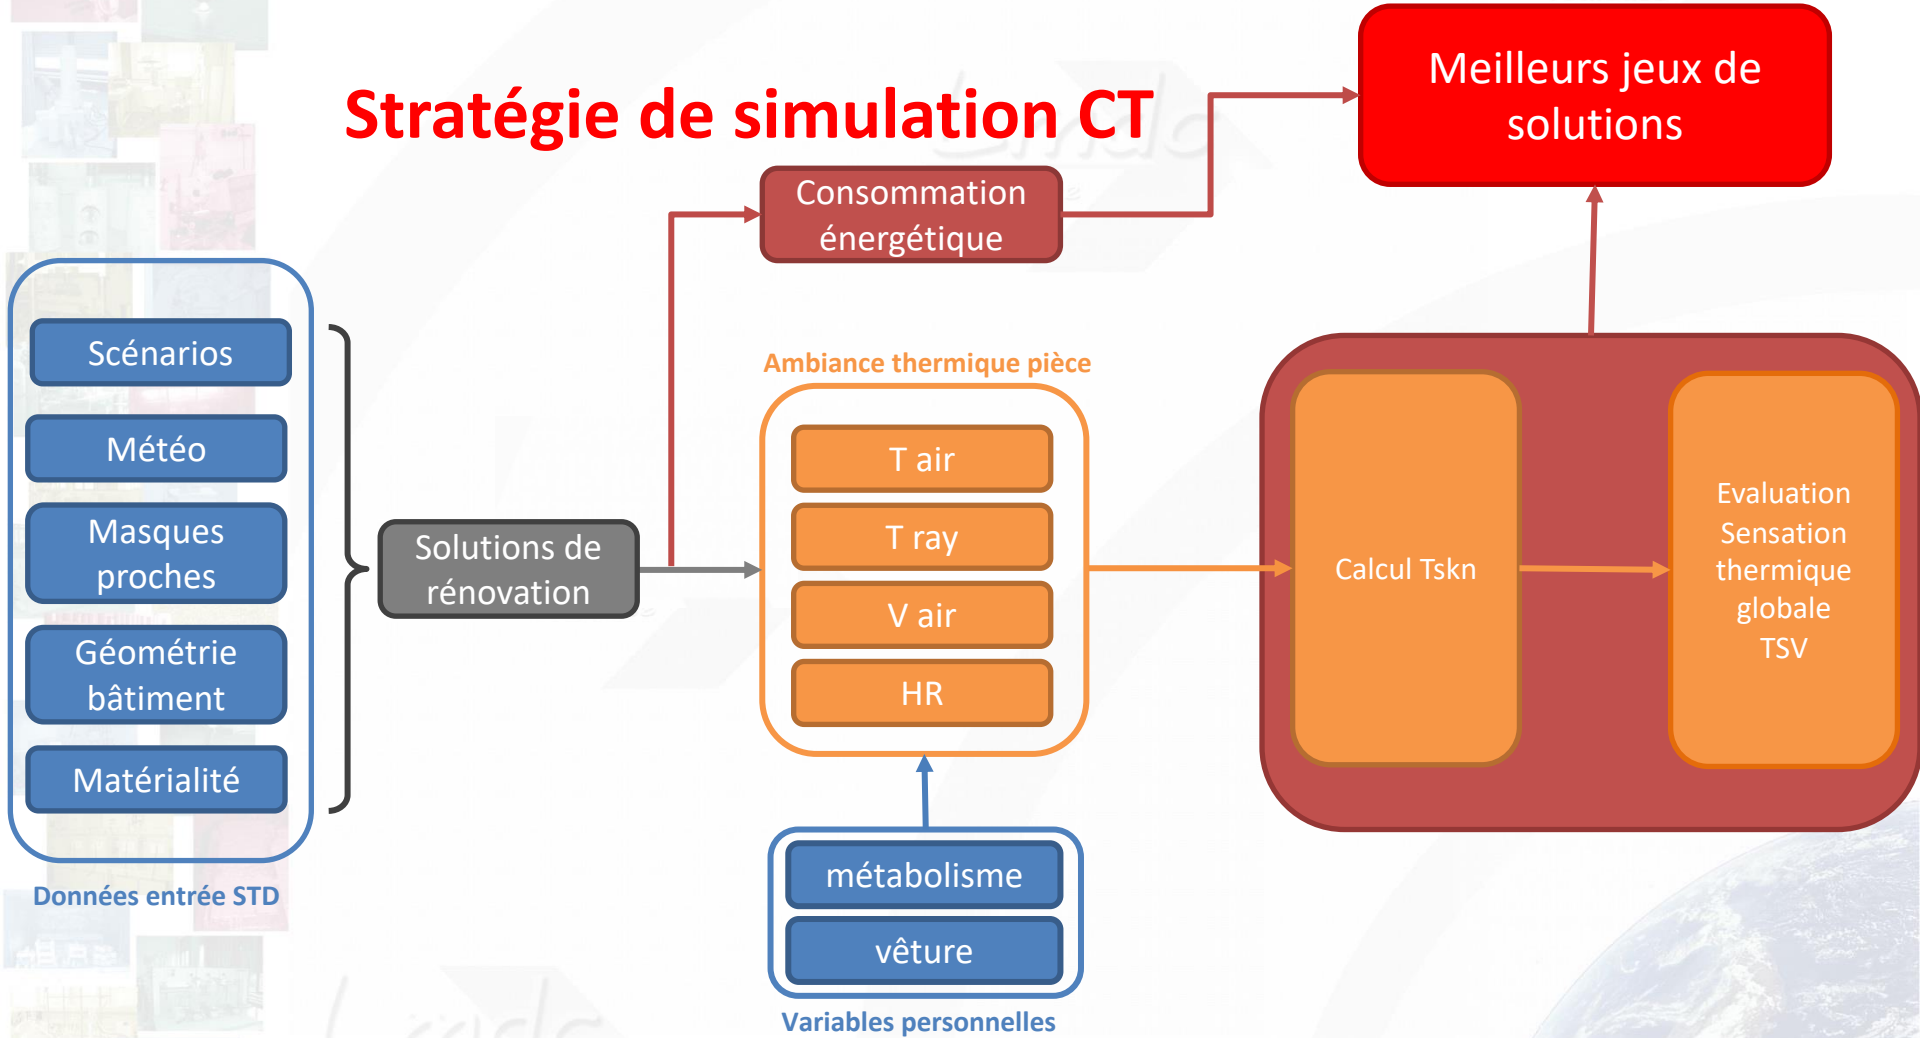 Stratégie de simulation CT
Meilleurs jeux de
solutions
Consommation
énergétique
Scénarios
Météo
Masques
proches
Géométrie
bâtiment
Matérialité
Données entrée STD
Solutions de
rénovation
Ambiance thermique pièce
T air
T ray
V air
HR
métabolisme
vêture
Variables personnelles
Calcul Tskn
Evaluation
Sensation
thermique
globale
TSV